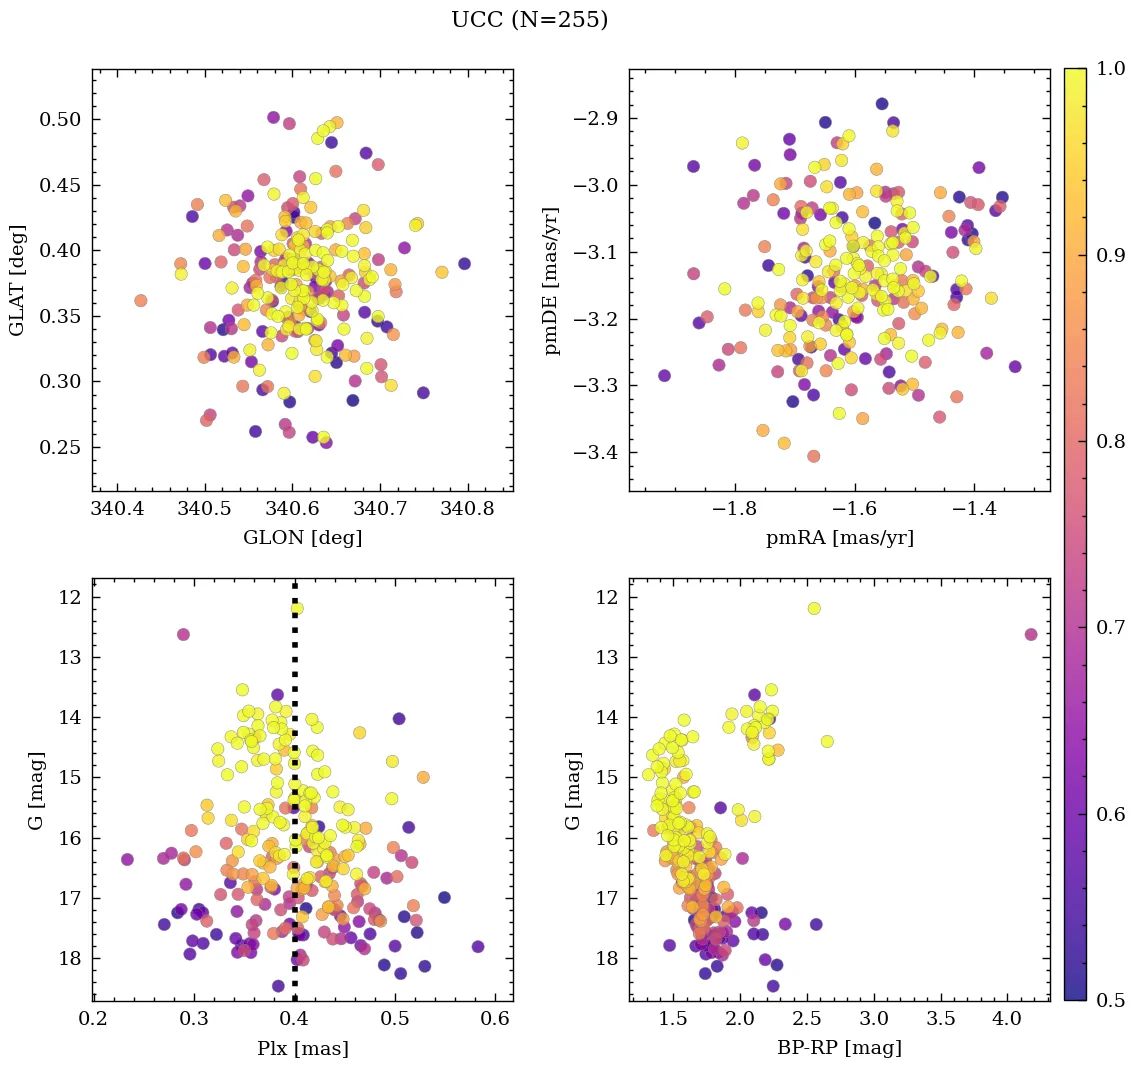 UCC (N=255)
0.50
0.45
0.40
0.35
0.30
0.25
GLAT [deg]
340.4 340.5 340.6 340.7 340.8
GLON [deg]
−2.9
−3.0
−3.1
−3.2
−3.3
−3.4
pmDE [mas/yr]
−1.8 −1.6 −1.4
pmRA [mas/yr]
12
13
14
15
16
17
18
G [mag]
0.2 0.3 0.4 0.5 0.6
Plx [mas]
12
13
14
15
16
17
18
G [mag]
1.5 2.0 2.5 3.0 3.5 4.0
BP-RP [mag]
1.0
0.9
0.8
0.7
0.6
0.5